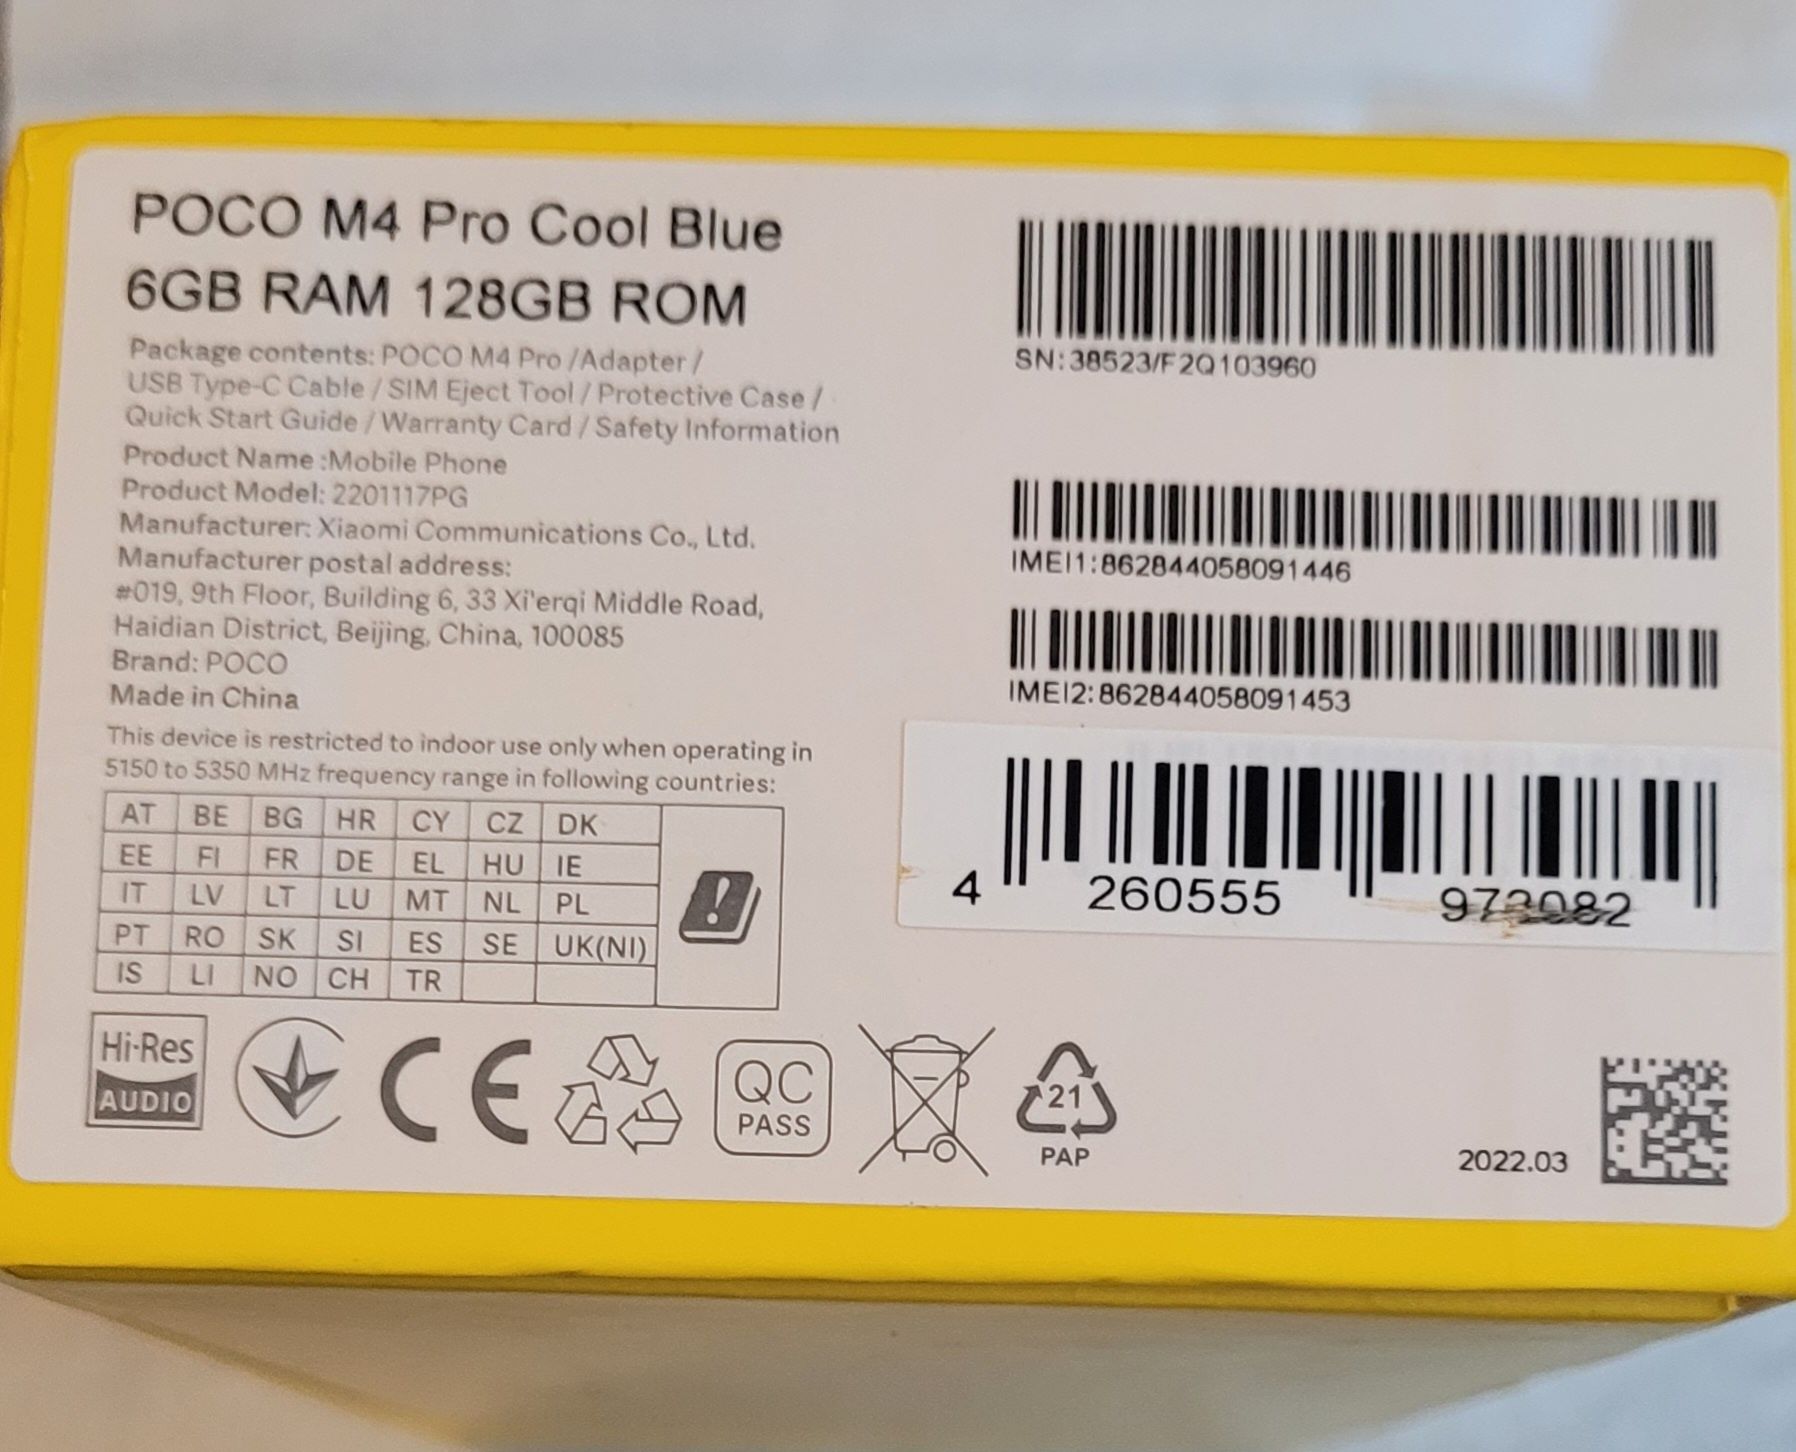 POCO M4 Pro Cool Blue
6GB RAM 128GB ROM
Package contents: POCO M4 Pro /Adapter /
USB Type-C Cable / SIM Eject Tool / Protective Case /
Quick Start Guide / Warranty Card / Safety Information
Product Name :Mobile Phone
Product Model: 2201117PG
Manufacturer: Xiaomi Communications Co., Ltd.
Manufacturer postal address:
#019, 9th Floor, Building 6, 33 Xi'erqi Middle Road,
Haidian District, Beijing, China, 100085
Brand: POCO
Made in China
This device is restricted to indoor use only when operating in
5150 to 5350 MHz frequency range in following countries:
AT BE BG HR CY CZ DK
EE FI FR DE EL HU IE
IT LV LT LU MT NL PL
PT RO SK SI ES SE UK(NI)
IS LI NO CH TR
Hi-Res
AUDIO
CE
QC
PASS
21
PAP
SN:38523/F2Q103960
IMEI1:862844058091446
IMEI2:862844058091453
4 260555 973082
2022.03